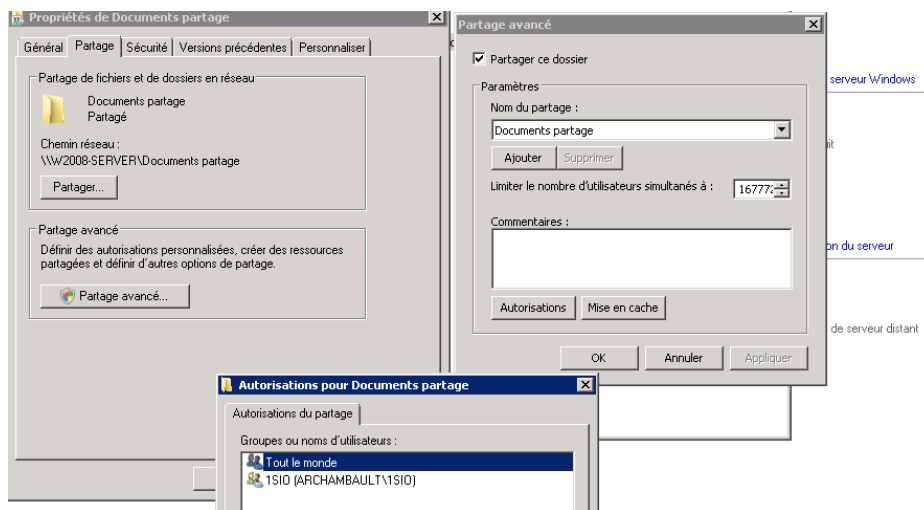 Propriétés de Documents partage
Général
Partage
Sécurité
Versions précédentes
Personnaliser
Partage de fichiers et de dossiers en réseau
Documents partage
Partagé
Chemin réseau :
\\W2008-SERVER\Documents partage
Partager...
Partage avancé
Définir des autorisations personnalisées, créer des ressources
partagées et définir d'autres options de partage.
Partage avancé...
Partage avancé
Partager ce dossier
Paramètres
Nom du partage :
Documents partage
Ajouter
Supprimer
Limiter le nombre d'utilisateurs simultanés à :
16777
Commentaires :
Autorisations
Mise en cache
OK
Annuler
Appliquer
serveur Windows
on du serveur
de serveur distant
Autorisations pour Documents partage
Autorisations du partage
Groupes ou noms d'utilisateurs :
Tout le monde
1SIO (ARCHAMBAULT\1SIO)